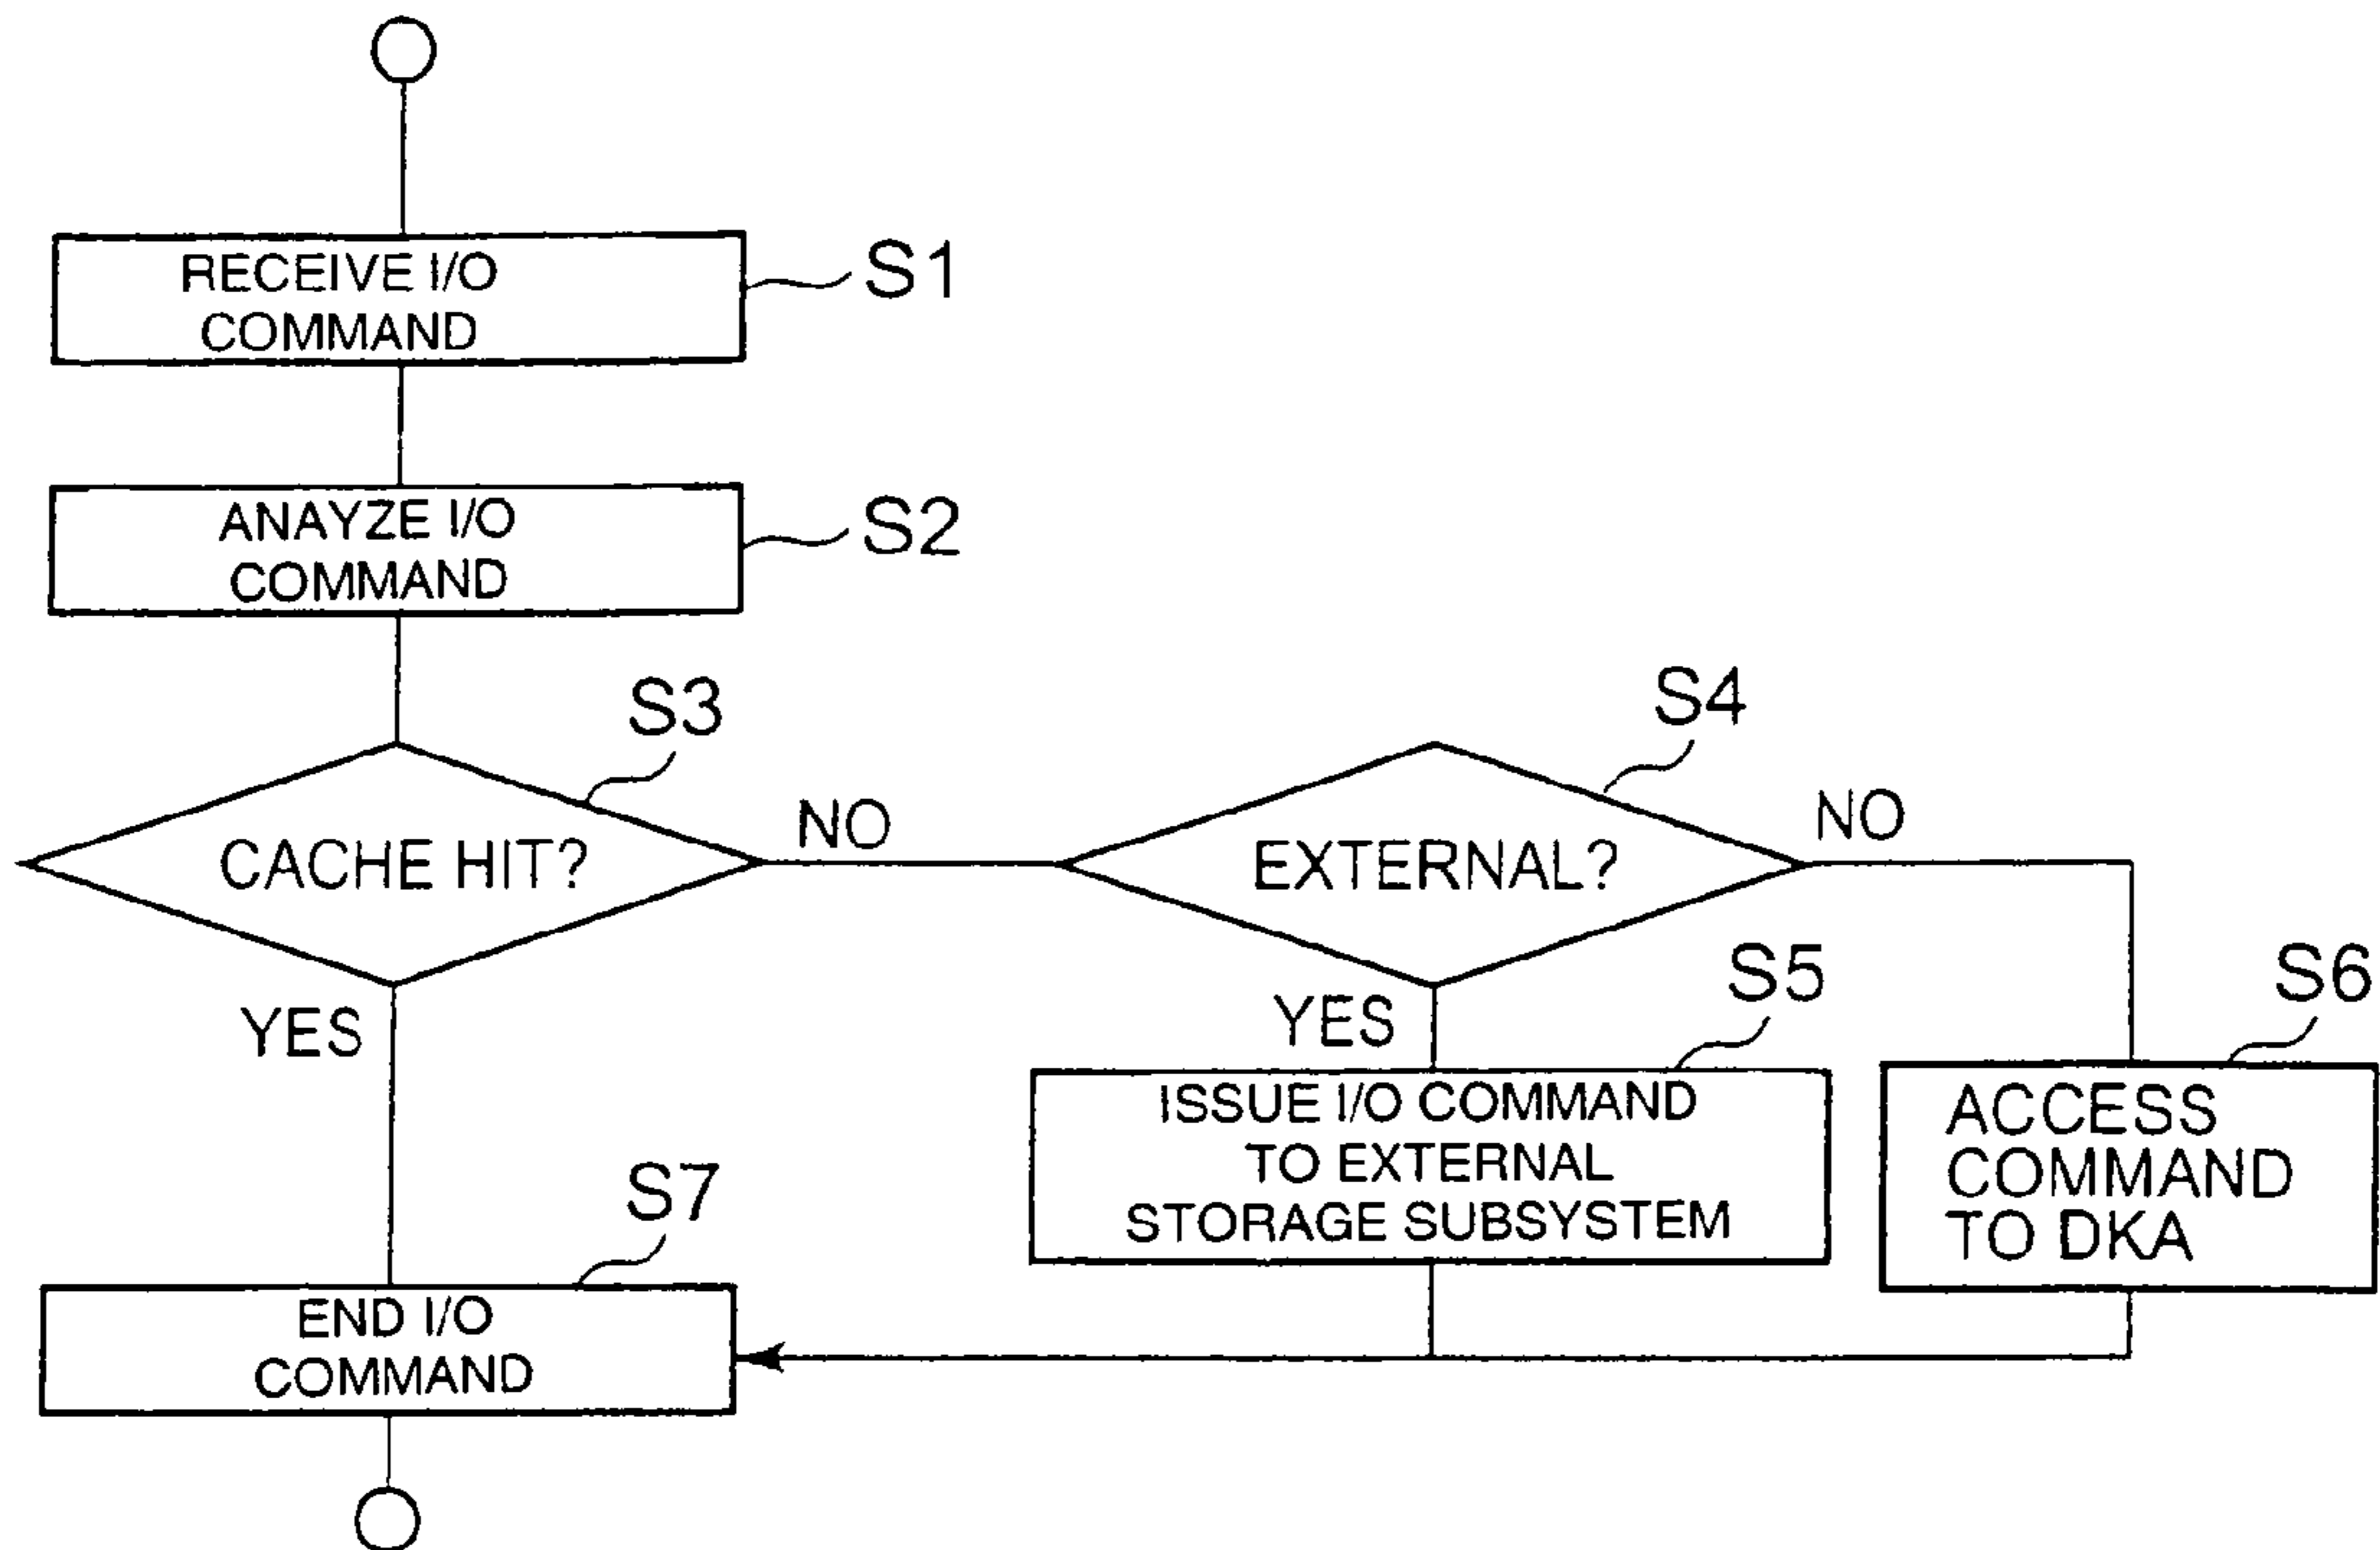 RECEIVE I/O
COMMAND
S1
ANAYZE I/O
COMMAND
S2
S3
CACHE HIT?
NO
YES
S4
EXTERNAL?
NO
YES
S5
ISSUE I/O COMMAND
TO EXTERNAL
STORAGE SUBSYSTEM
S6
ACCESS
COMMAND
TO DKA
S7
END I/O
COMMAND